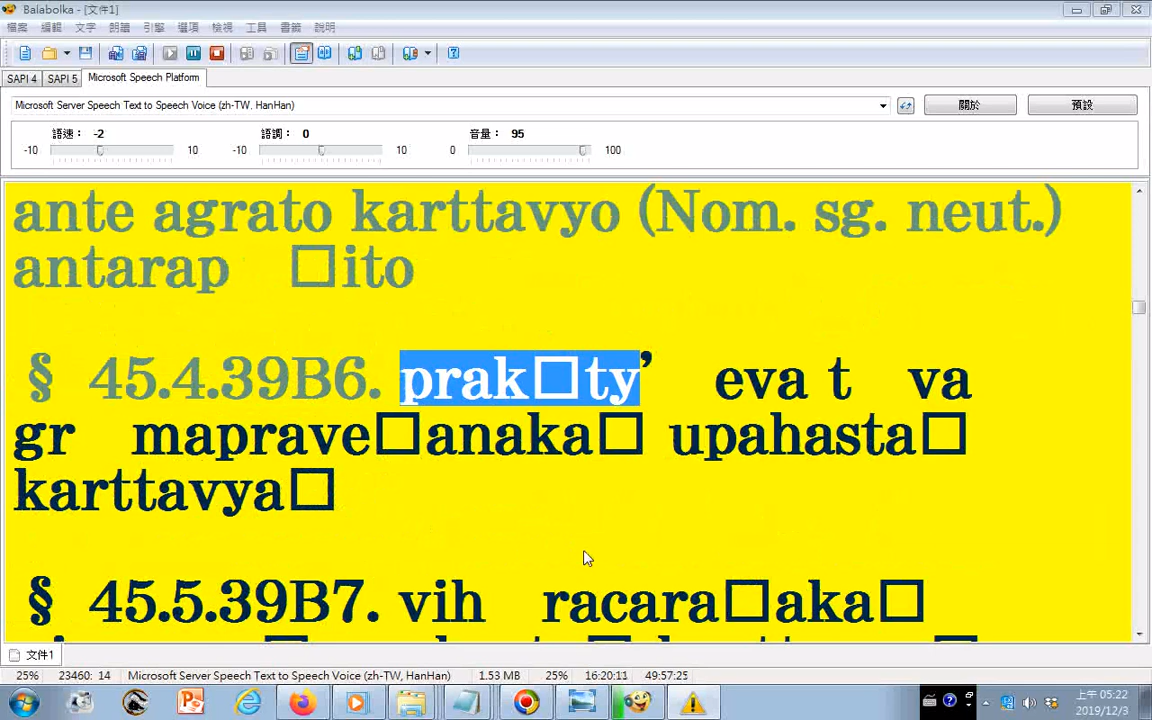 Balabolka - [文件1]
檔案 編輯 文字 朗讀 引擎 選項 檢視 工具 書籤 說明
SAPI 4 SAPI 5 Microsoft Speech Platform
Microsoft Server Speech Text to Speech Voice (zh-TW, HanHan) 關於 預設
語速： -2 語調： 0 音量： 95
-10 10 -10 10 0 100
ante agrato karttavyo (Nom. sg. neut.)
antarap □ito
§ 45.4.39B6. prak□ty’ eva t va
gr maprave□anaka□ upahasta□
karttavya□
§ 45.5.39B7. vih racara□aka□
文件1
25% 23460: 14 Microsoft Server Speech Text to Speech Voice (zh-TW, HanHan) 1.53 MB 25% 16:20:11 49:57:25
上午 05:22
2019/12/3